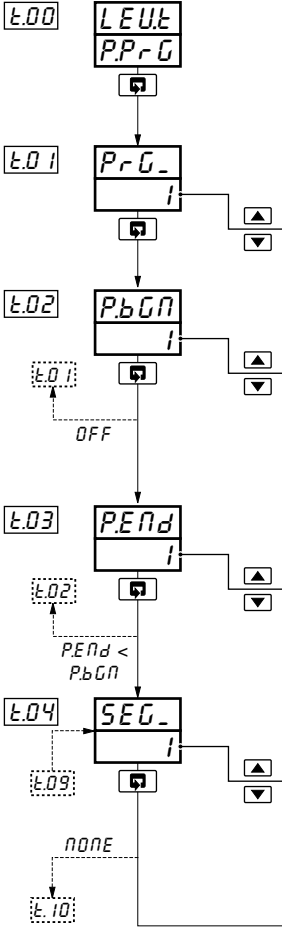 t.00
LEV.t
P.PrG
t.01
PrG_
1
t.02
P.bGN
1
t.01
OFF
t.03
P.ENd
1
t.02
P.ENd <
P.bGN
t.04
SEG_
1
t.09
NONE
t.10